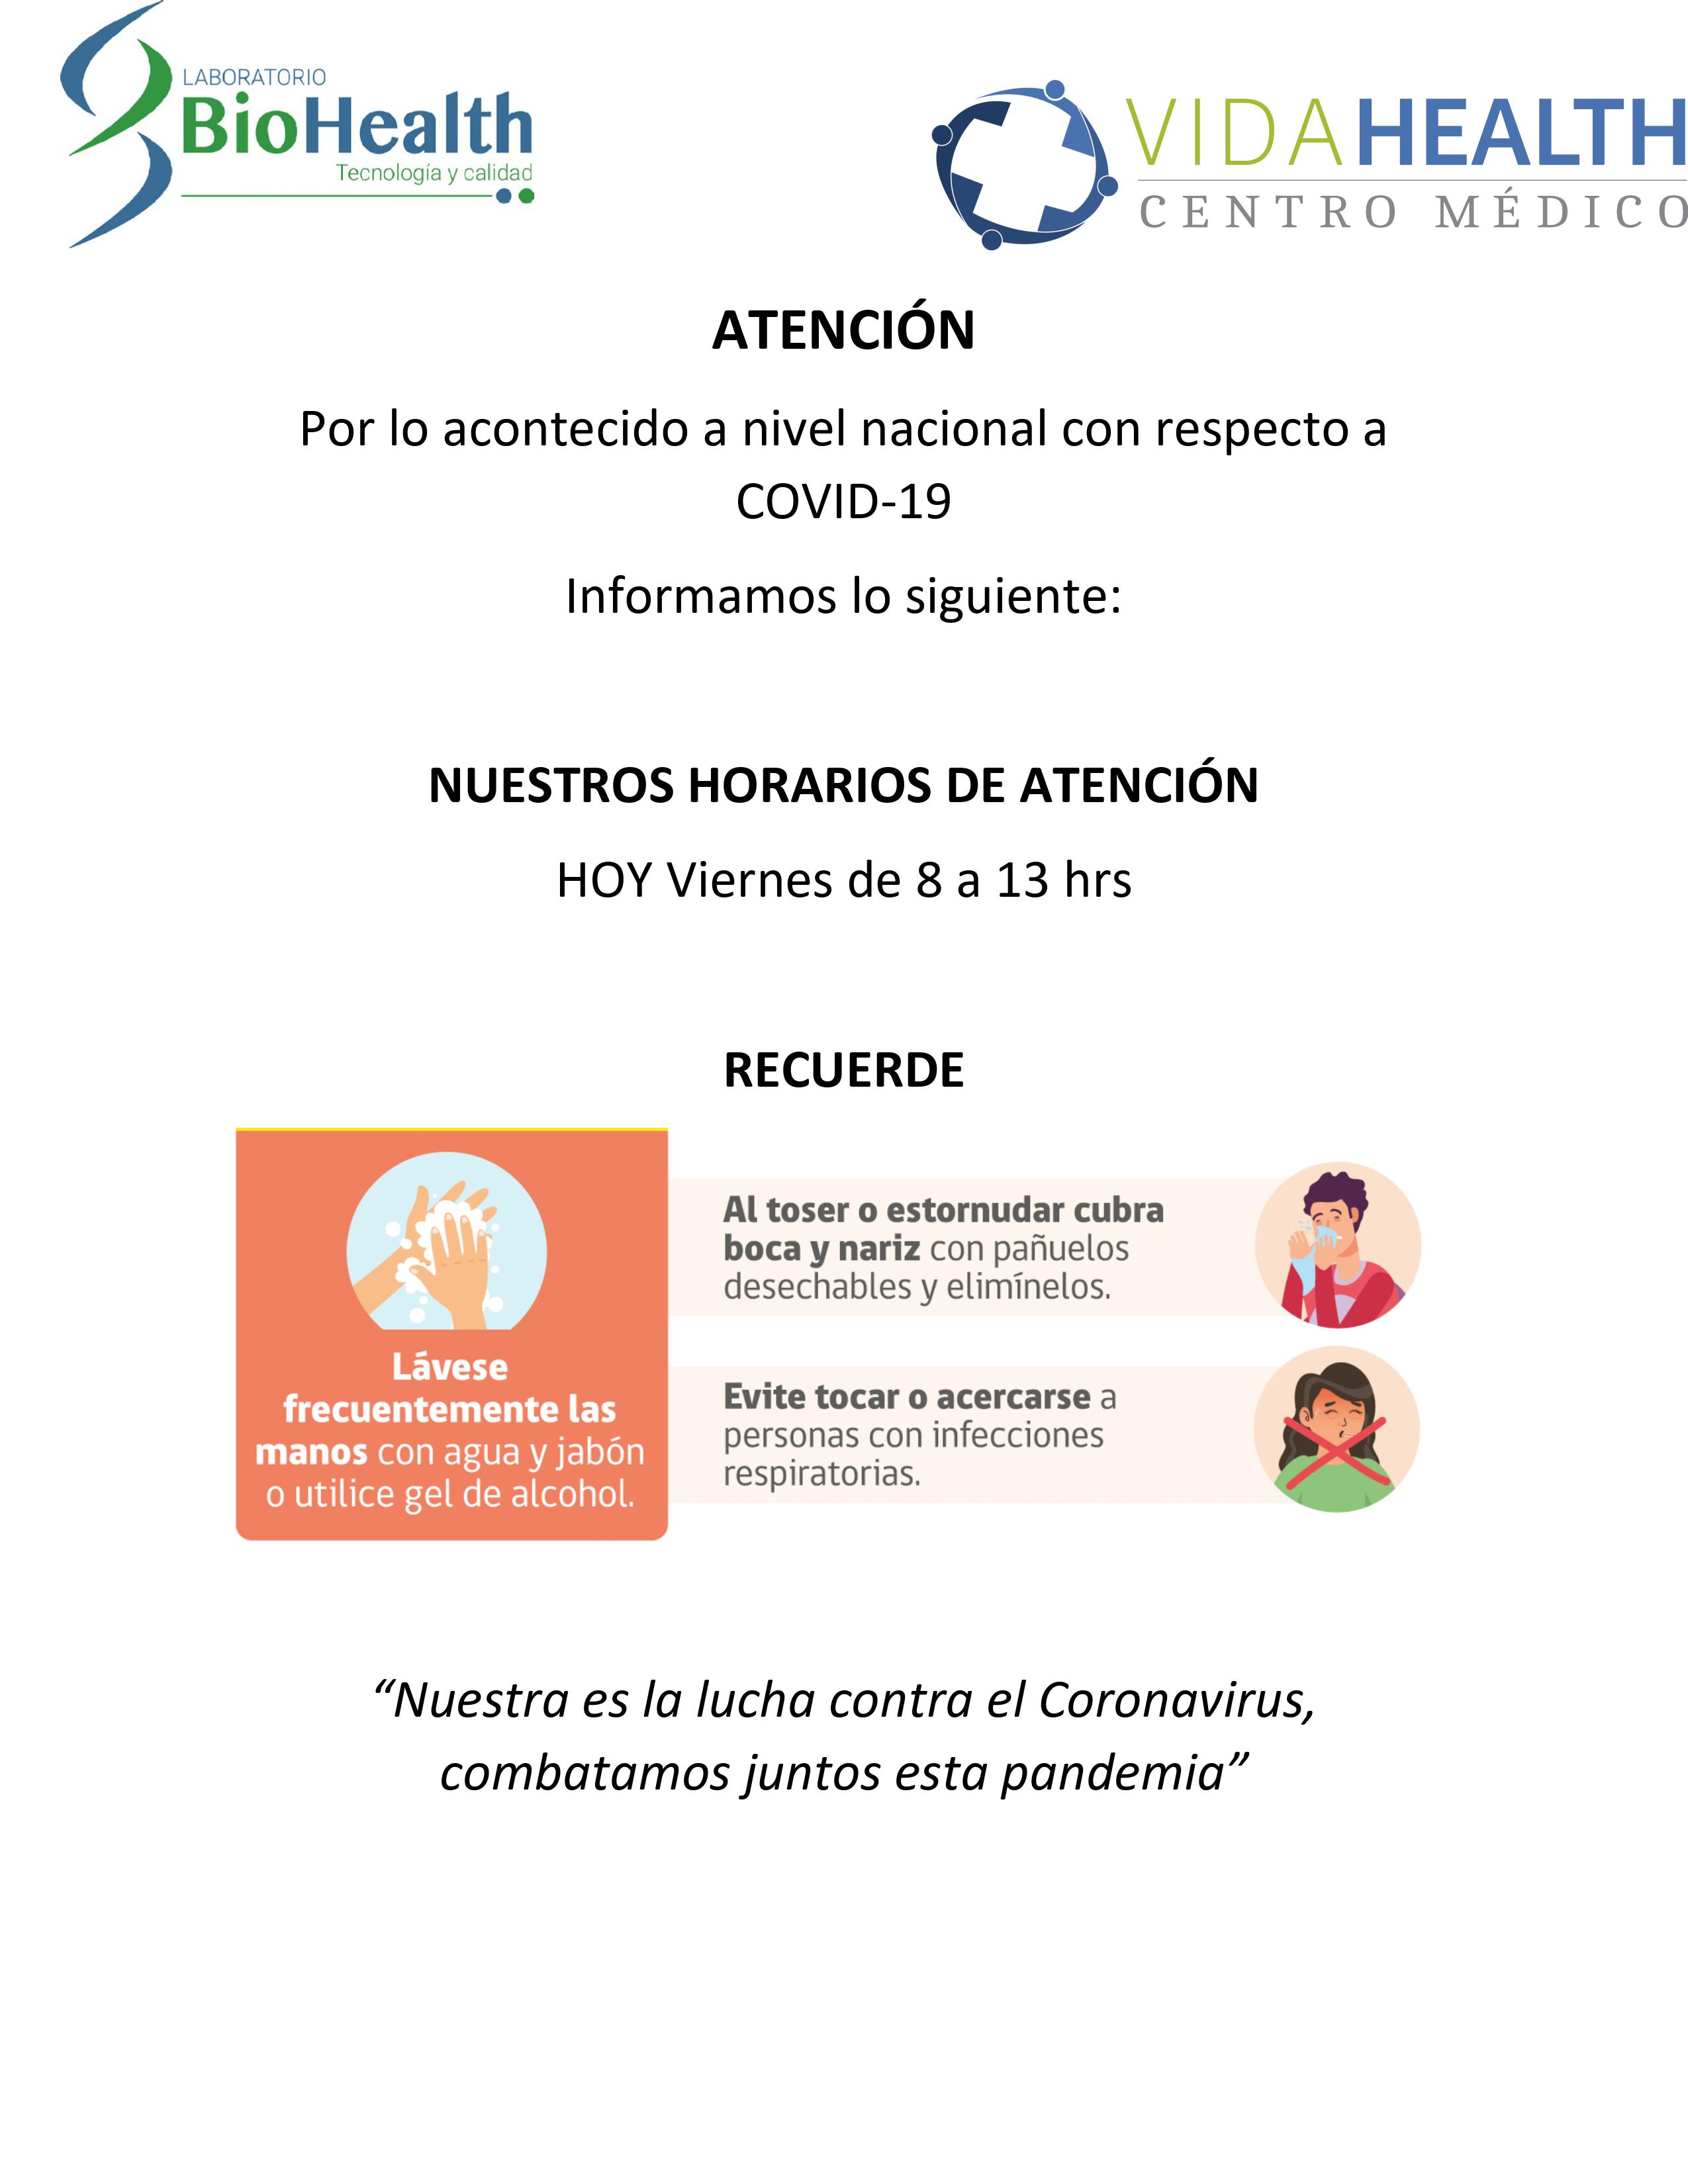 LABORATORIO
BioHealth
Tecnología y calidad
VIDAHEALTH
CENTRO MÉDICO
ATENCIÓN
Por lo acontecido a nivel nacional con respecto a
COVID-19
Informamos lo siguiente:
NUESTROS HORARIOS DE ATENCIÓN
HOY Viernes de 8 a 13 hrs
RECUERDE
Lávese
frecuentemente las
manos con agua y jabón
o utilice gel de alcohol.
Al toser o estornudar cubra
boca y nariz con pañuelos
desechables y elimínelos.
Evite tocar o acercarse a
personas con infecciones
respiratorias.
“Nuestra es la lucha contra el Coronavirus,
combatamos juntos esta pandemia”